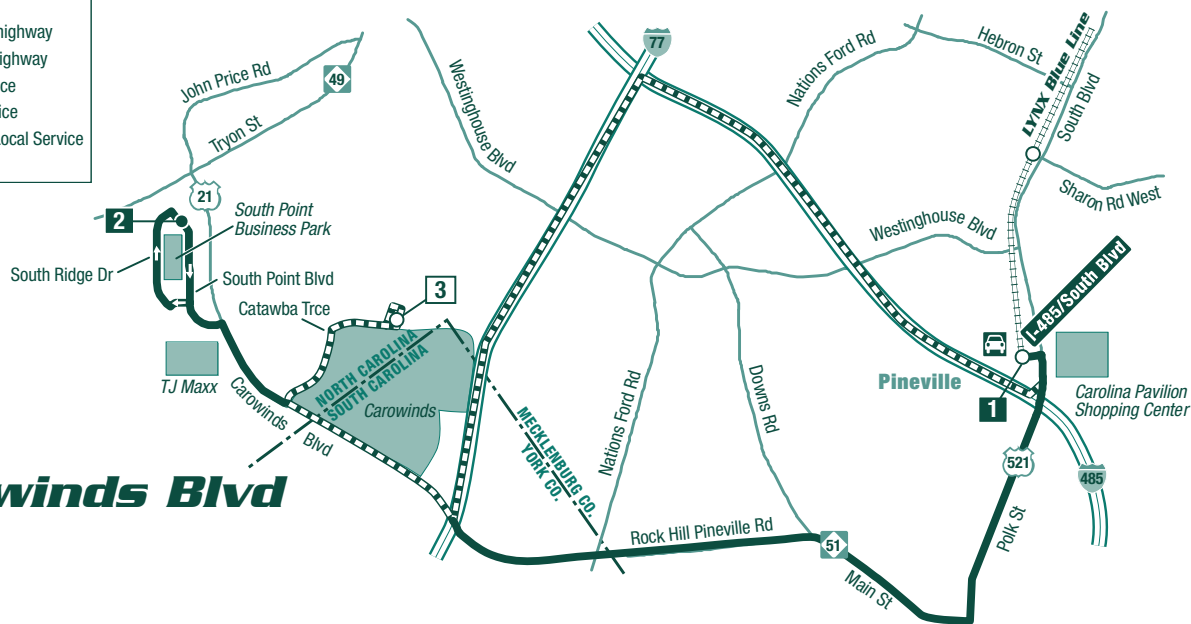 highway
highway
ocal Service
John Price Rd
49
Tryon St
Westinghouse Blvd
77
Nations Ford Rd
Hebron St
LYNX Blue Line
South Blvd
Sharon Rd West
21
2
South Point
Business Park
South Ridge Dr
South Point Blvd
Westinghouse Blvd
Catawba Trce
3
I-485/South Blvd
NORTH CAROLINA
SOUTH CAROLINA
TJ Maxx
Carowinds
Carowinds
Blvd
Nations Ford Rd
Downs Rd
Pineville
1
Carolina Pavilion
Shopping Center
MECKLENBURG CO.
YORK CO.
521
485
winds Blvd
Rock Hill Pineville Rd
51
Polk St
Main St